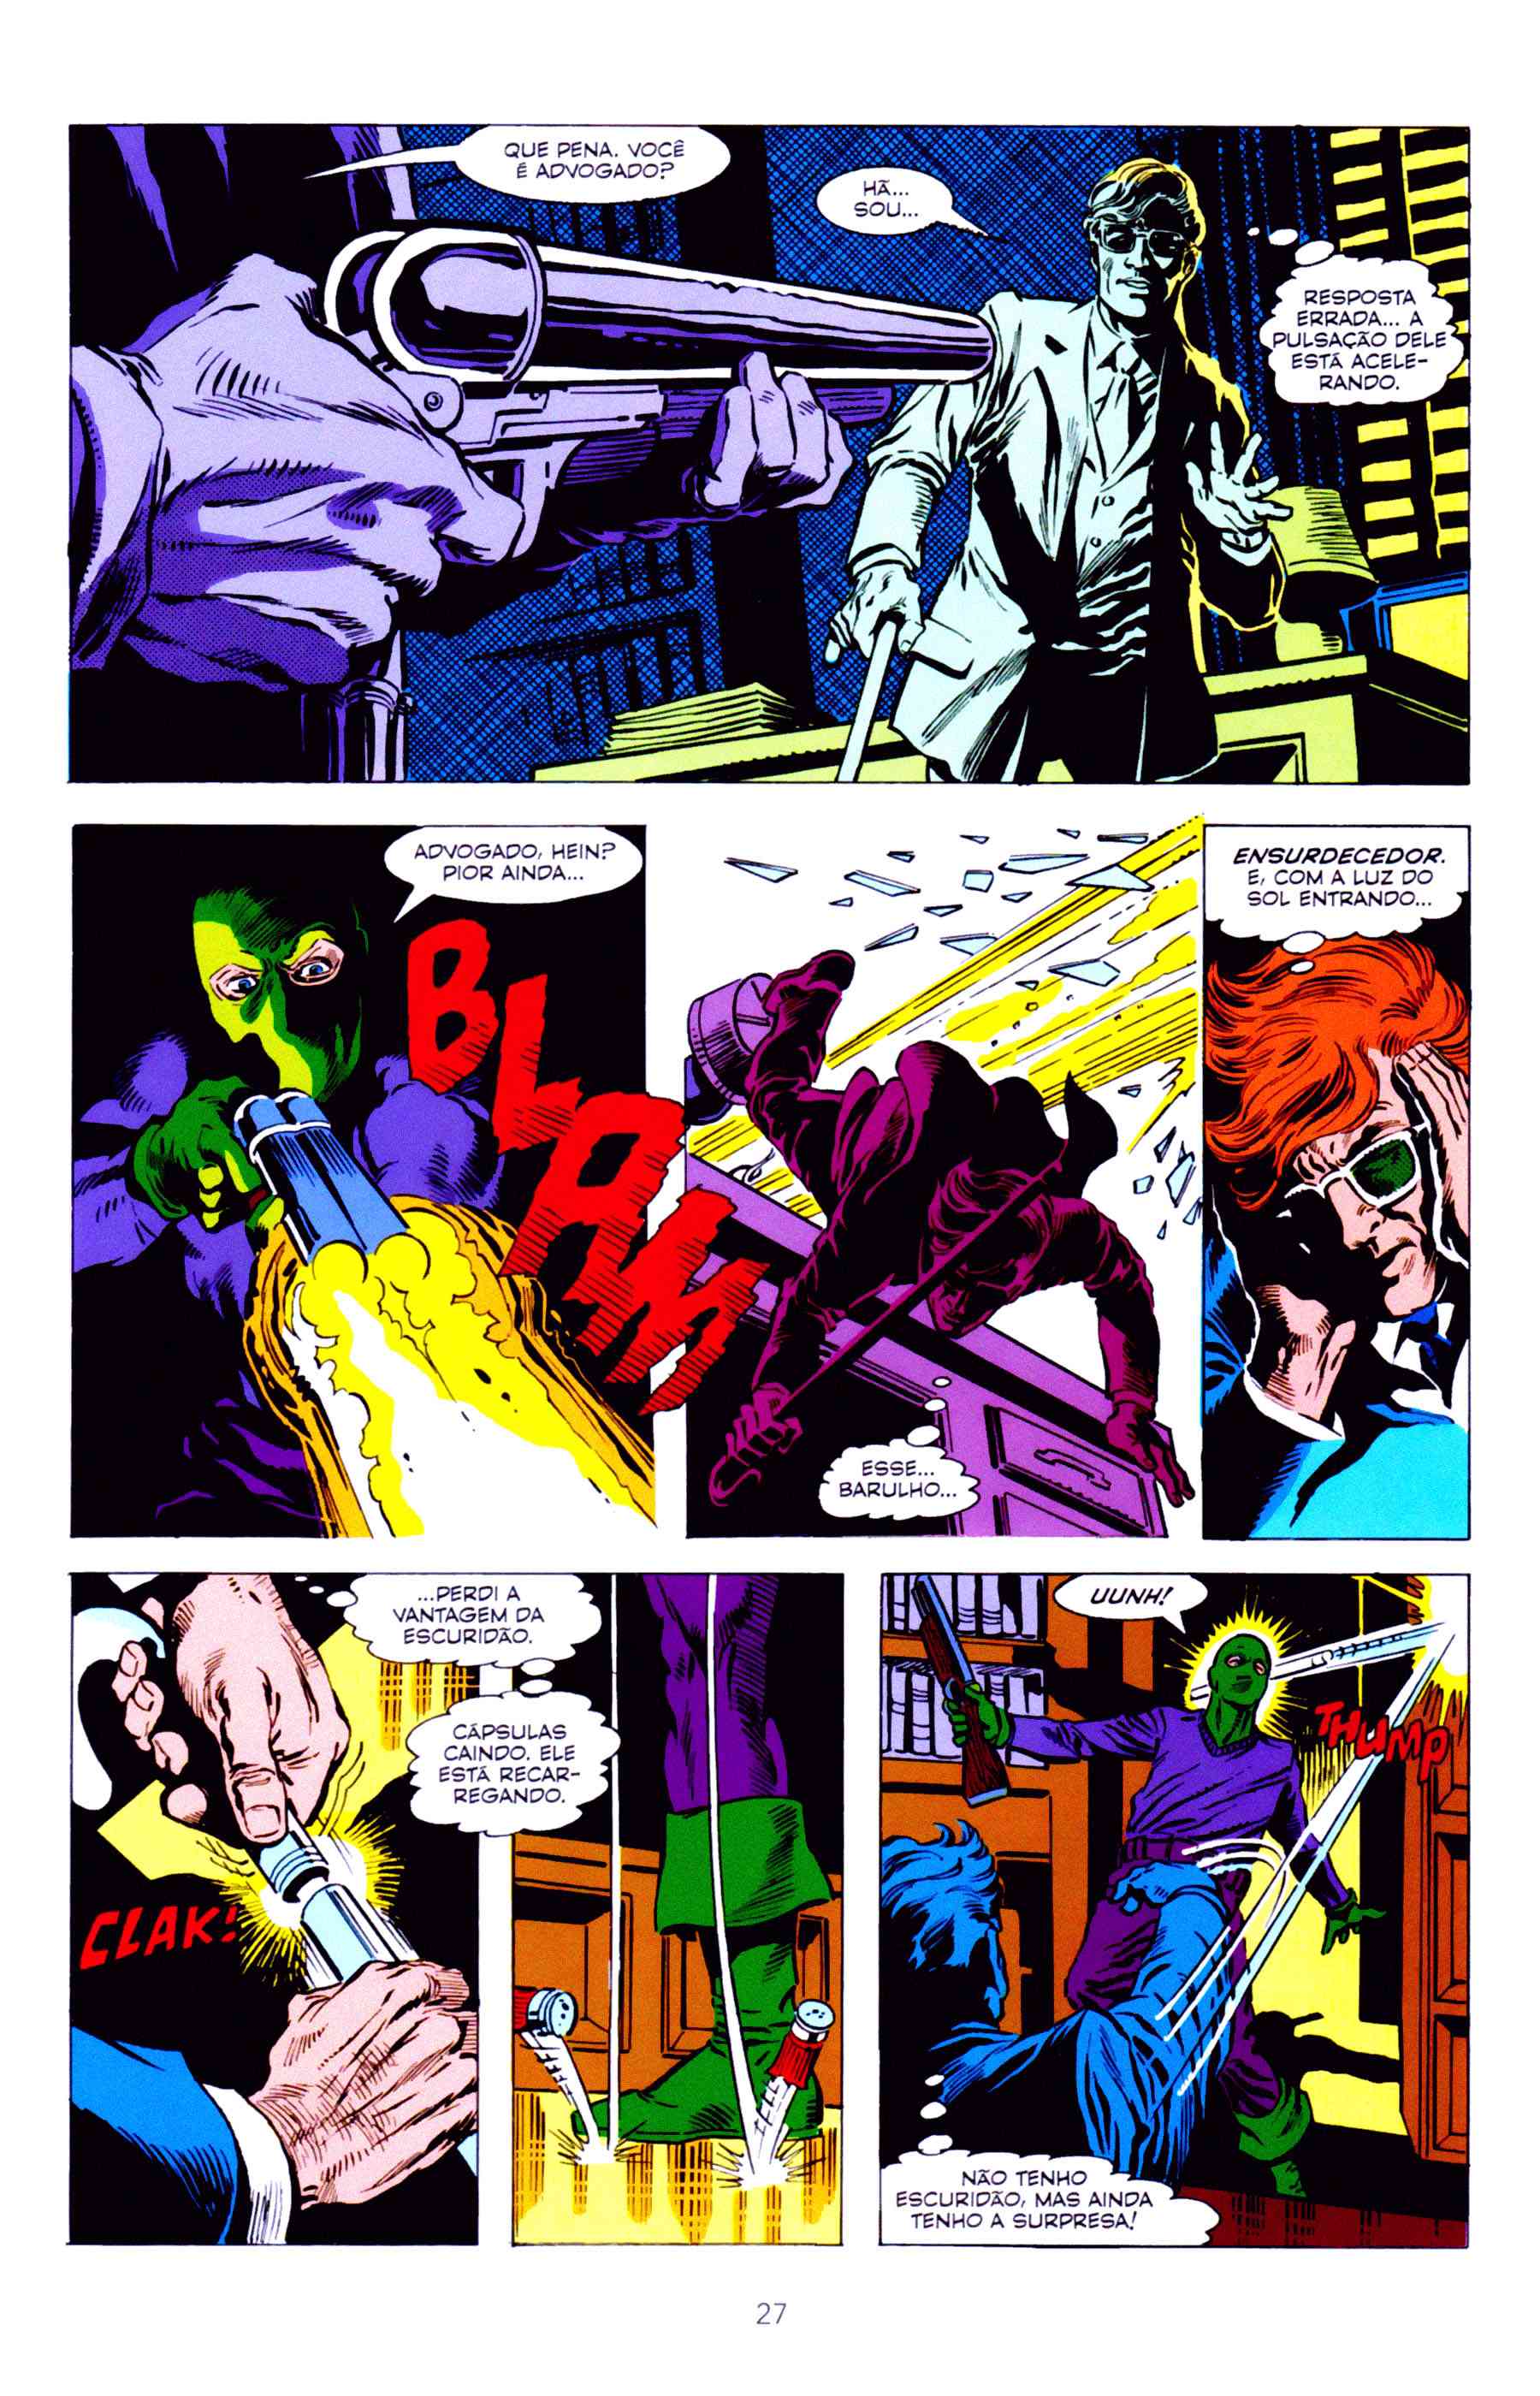 QUE PENA. VOCÊ
É ADVOGADO?
HÃ...
SOU...
RESPOSTA
ERRADA... A
PULSAÇÃO DELE
ESTÁ ACELE-
RANDO.
ADVOGADO, HEIN?
PIOR AINDA...
BLAM
ESSE...
BARULHO...
ENSURDECEDOR.
E, COM A LUZ DO
SOL ENTRANDO...
...PERDI A
VANTAGEM DA
ESCURIDÃO.
CLAK!
CÁPSULAS
CAINDO. ELE
ESTÁ RECAR-
REGANDO.
UUNH!
THUMP
NÃO TENHO
ESCURIDÃO, MAS AINDA
TENHO A SURPRESA!
27